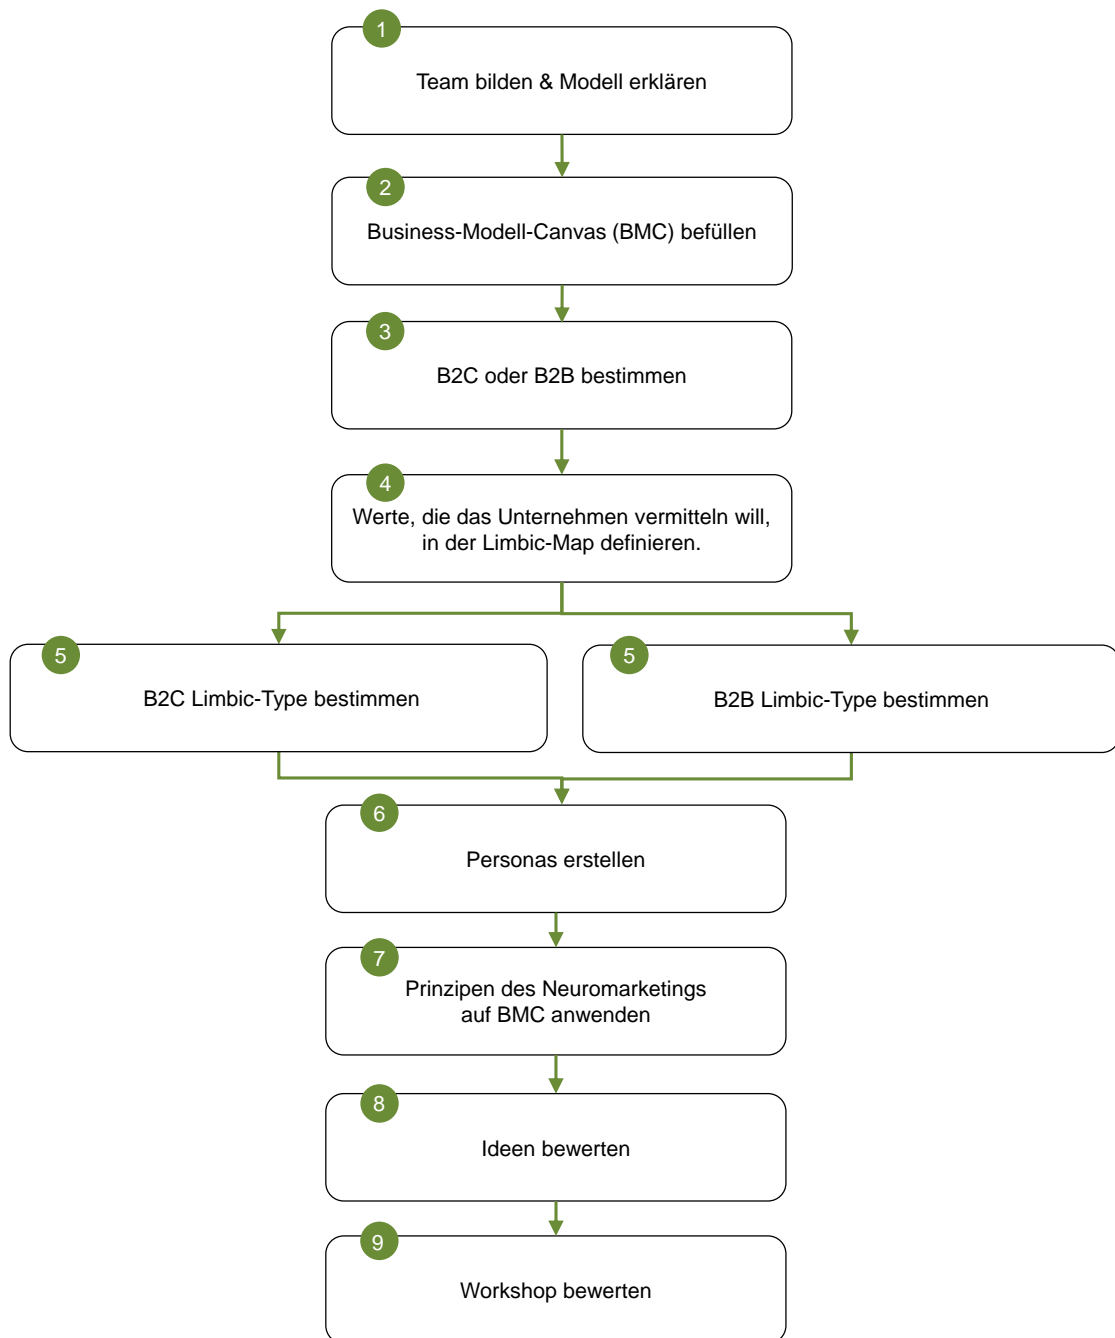 1
Team bilden & Modell erklären
2
Business-Modell-Canvas (BMC) befüllen
3
B2C oder B2B bestimmen
4
Werte, die das Unternehmen vermitteln will,
in der Limbic-Map definieren.
5
B2C Limbic-Type bestimmen
5
B2B Limbic-Type bestimmen
6
Personas erstellen
7
Prinzipen des Neuromarketings
auf BMC anwenden
8
Ideen bewerten
9
Workshop bewerten